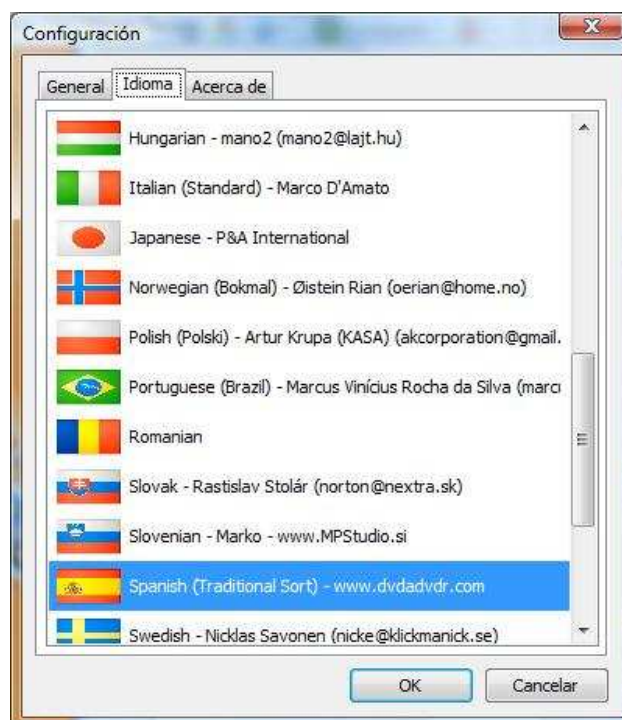 Configuración
General Idioma Acerca de
Hungarian - mano2 (mano2@lajt.hu)
Italian (Standard) - Marco D'Amato
Japanese - P&A International
Norwegian (Bokmal) - Øistein Rian (oerian@home.no)
Polish (Polski) - Artur Krupa (KASA) (akcorporation@gmail.
Portuguese (Brazil) - Marcus Vinícius Rocha da Silva (marcu
Romanian
Slovak - Rastislav Stolár (norton@nextra.sk)
Slovenian - Marko - www.MPStudio.si
Spanish (Traditional Sort) - www.dvdadvdr.com
Swedish - Nicklas Savonen (nicke@klickmanick.se)
OK Cancelar